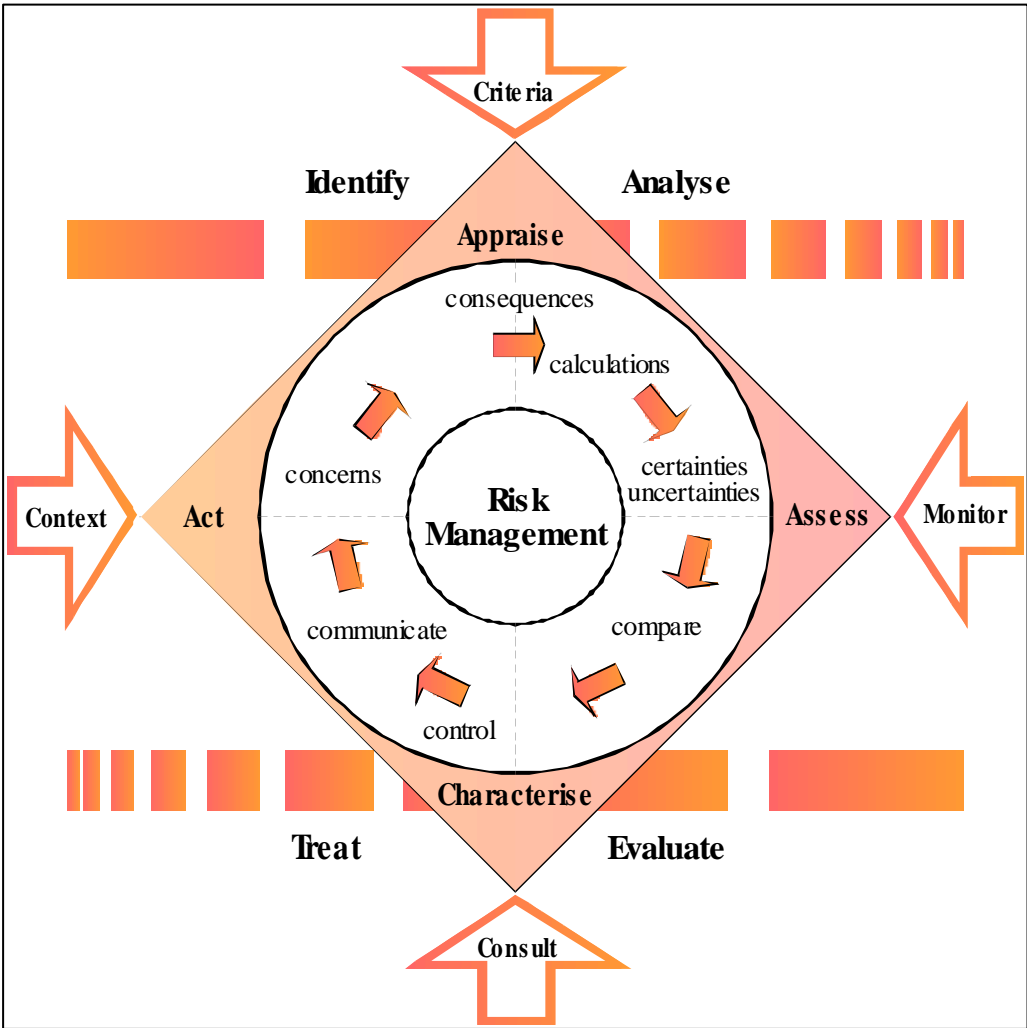 Criteria
Identify
Analyse
Appraise
consequences
calculations
concerns
certainties
uncertainties
Context
Act
Risk
Management
Assess
Monitor
communicate
compare
control
Characterise
Treat
Evaluate
Consult